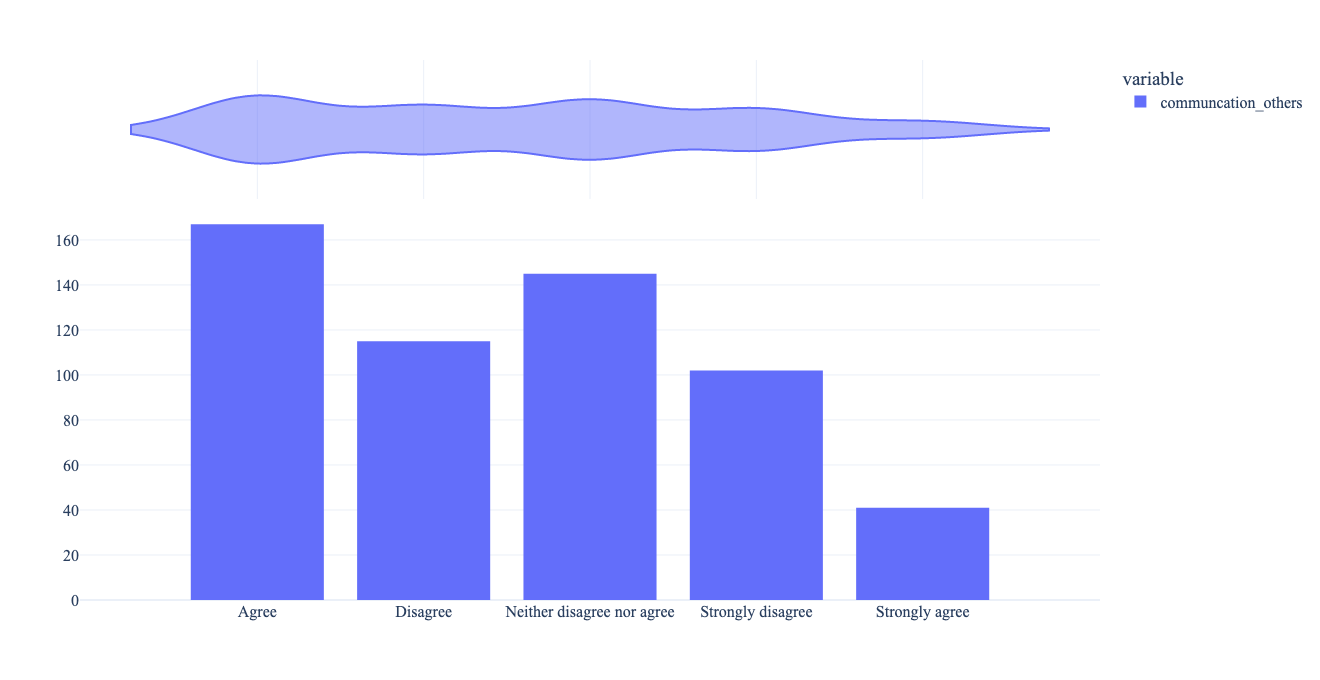 variable
communcation_others
160
140
120
100
80
60
40
20
0
Agree
Disagree
Neither disagree nor agree
Strongly disagree
Strongly agree